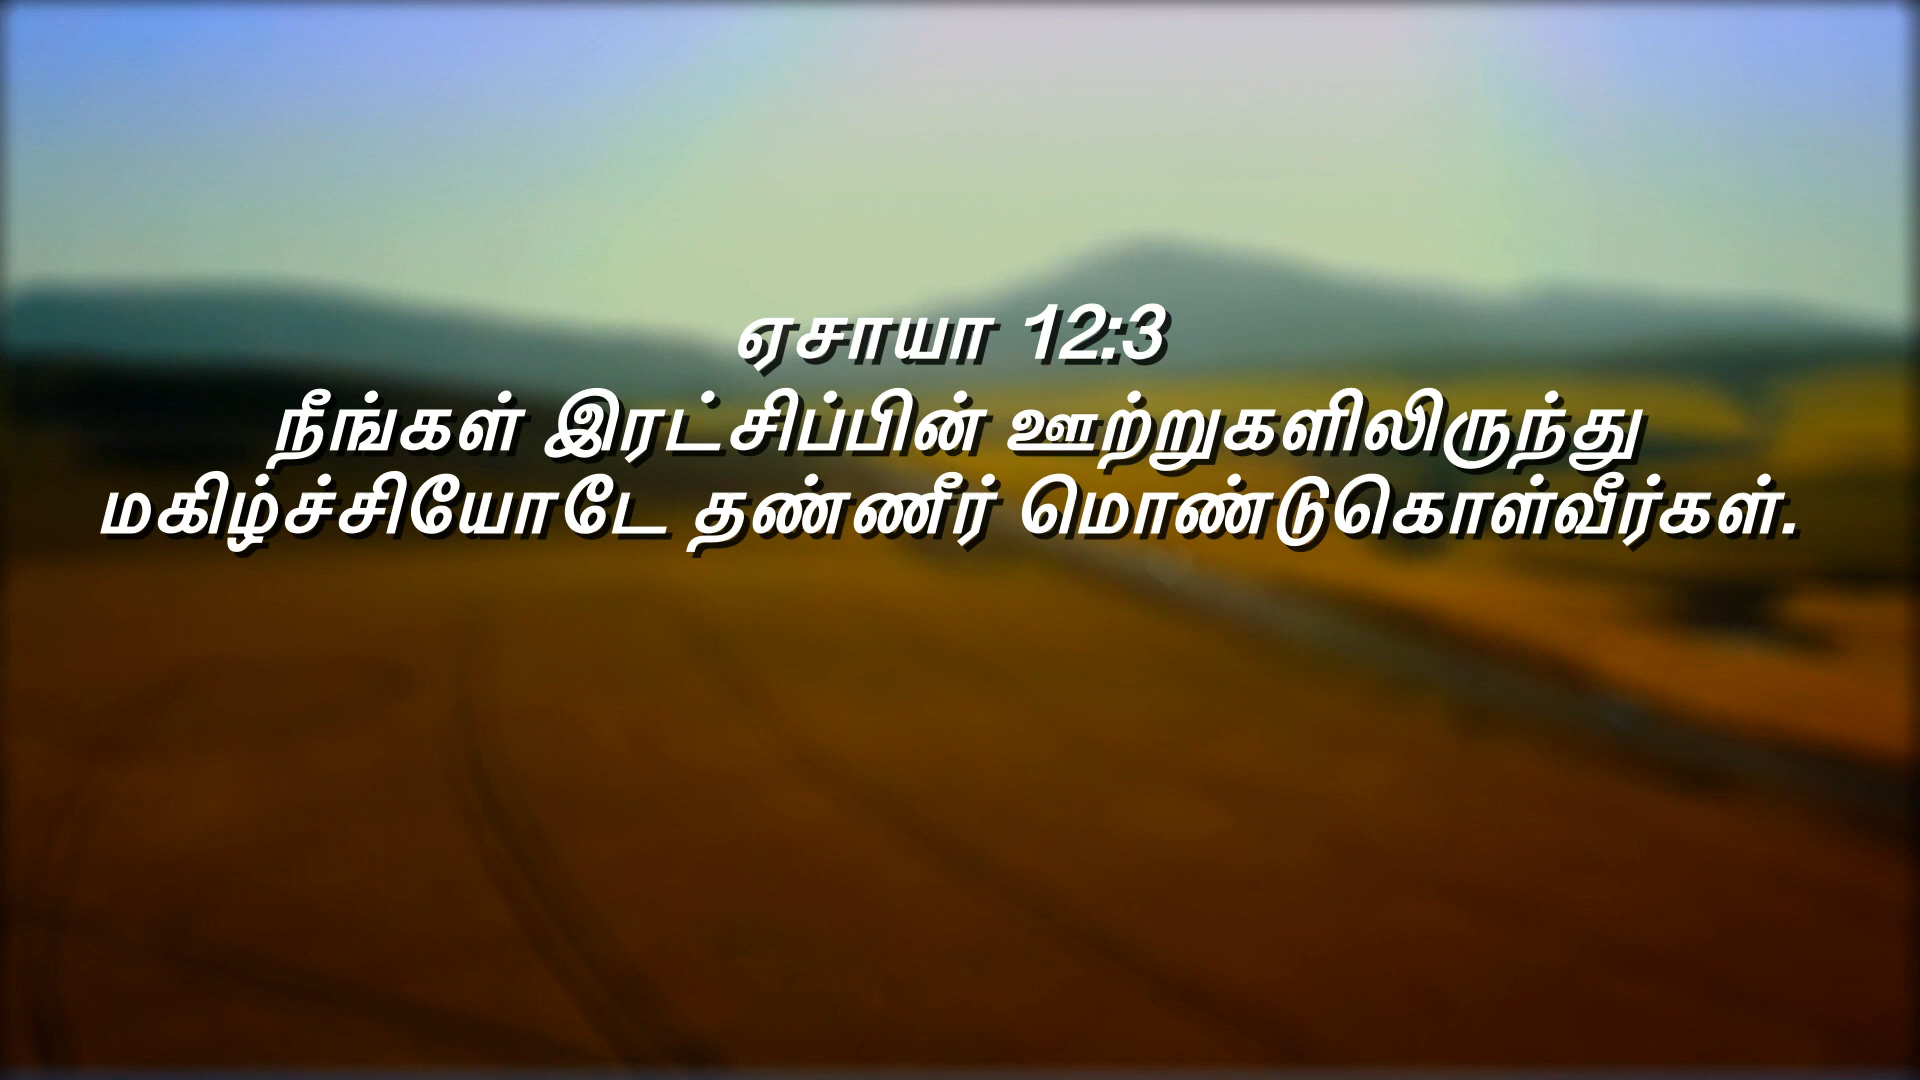 ஏசாயா 12:3
நீங்கள் இரட்சிப்பின் ஊற்றுகளிலிருந்து
மகிழ்ச்சியோடே தண்ணீர் மொண்டுகொள்வீர்கள்.